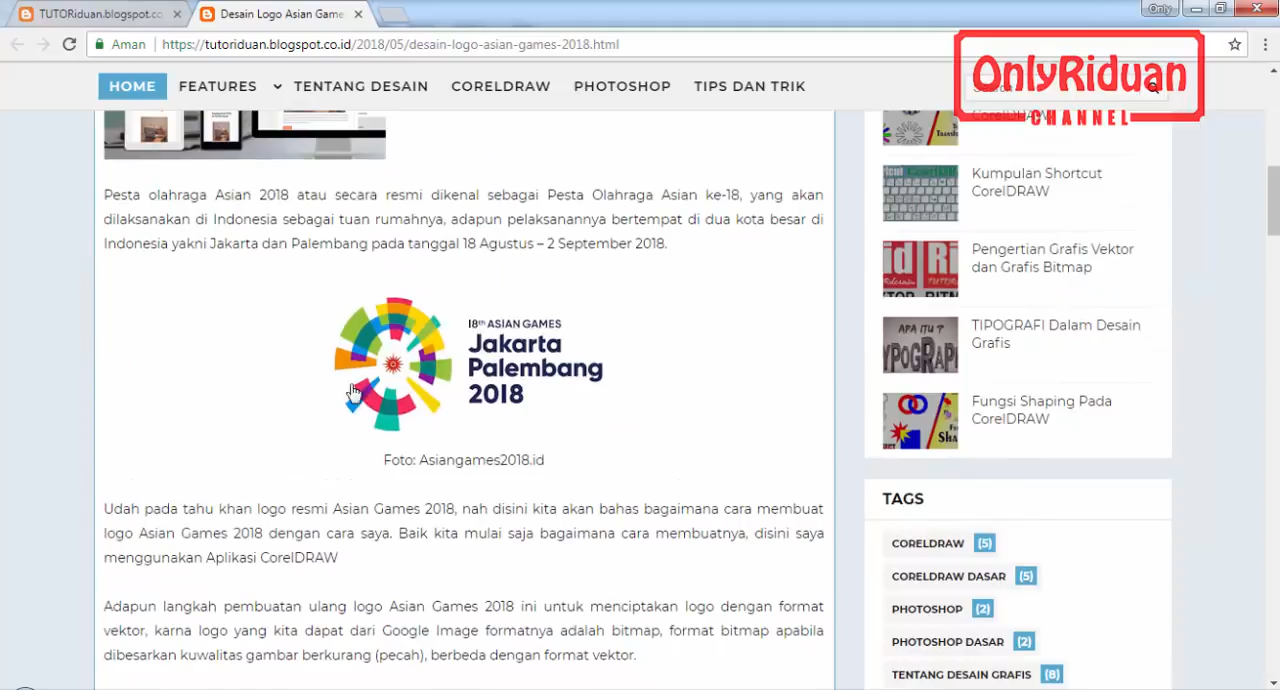 TUTORiduan.blogspot.co
Desain Logo Asian Game
Only
Aman
https://tutoriduan.blogspot.co.id/2018/05/desain-logo-asian-games-2018.html
OnlyRiduan
CHANNEL
HOME
FEATURES
TENTANG DESAIN
CORELDRAW
PHOTOSHOP
TIPS DAN TRIK
Pesta olahraga Asian 2018 atau secara resmi dikenal sebagai Pesta Olahraga Asian ke-18, yang akan
dilaksanakan di Indonesia sebagai tuan rumahnya, adapun pelaksanannya bertempat di dua kota besar di
Indonesia yakni Jakarta dan Palembang pada tanggal 18 Agustus – 2 September 2018.
18th ASIAN GAMES
Jakarta
Palembang
2018
Foto: Asiangames2018.id
Udah pada tahu khan logo resmi Asian Games 2018, nah disini kita akan bahas bagaimana cara membuat
logo Asian Games 2018 dengan cara saya. Baik kita mulai saja bagaimana cara membuatnya, disini saya
menggunakan Aplikasi CorelDRAW
Adapun langkah pembuatan ulang logo Asian Games 2018 ini untuk menciptakan logo dengan format
vektor, karna logo yang kita dapat dari Google Image formatnya adalah bitmap, format bitmap apabila
dibesarkan kuwalitas gambar berkurang (pecah), berbeda dengan format vektor.
CorelDRAW
Kumpulan Shortcut
CorelDRAW
Pengertian Grafis Vektor
dan Grafis Bitmap
APA ITU ?
TIPOGRAFI Dalam Desain
Grafis
Fungsi Shaping Pada
CorelDRAW
TAGS
CORELDRAW (5)
CORELDRAW DASAR (5)
PHOTOSHOP (2)
PHOTOSHOP DASAR (2)
TENTANG DESAIN GRAFIS (8)